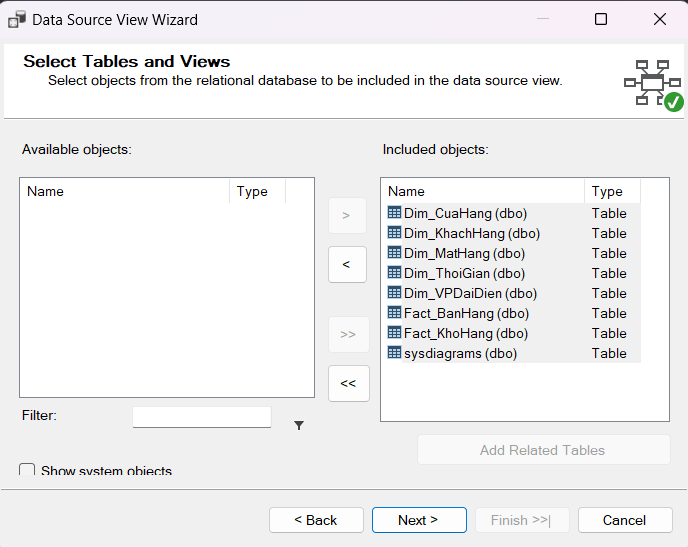 Data Source View Wizard
Select Tables and Views
Select objects from the relational database to be included in the data source view.
Available objects:
Name Type
>
<
>>
<<
Included objects:
Name Type
Dim_CuaHang (dbo) Table
Dim_KhachHang (dbo) Table
Dim_MatHang (dbo) Table
Dim_ThoiGian (dbo) Table
Dim_VPDaiDien (dbo) Table
Fact_BanHang (dbo) Table
Fact_KhoHang (dbo) Table
sysdiagrams (dbo) Table
Filter:
Add Related Tables
Show system objects
< Back
Next >
Finish >>|
Cancel